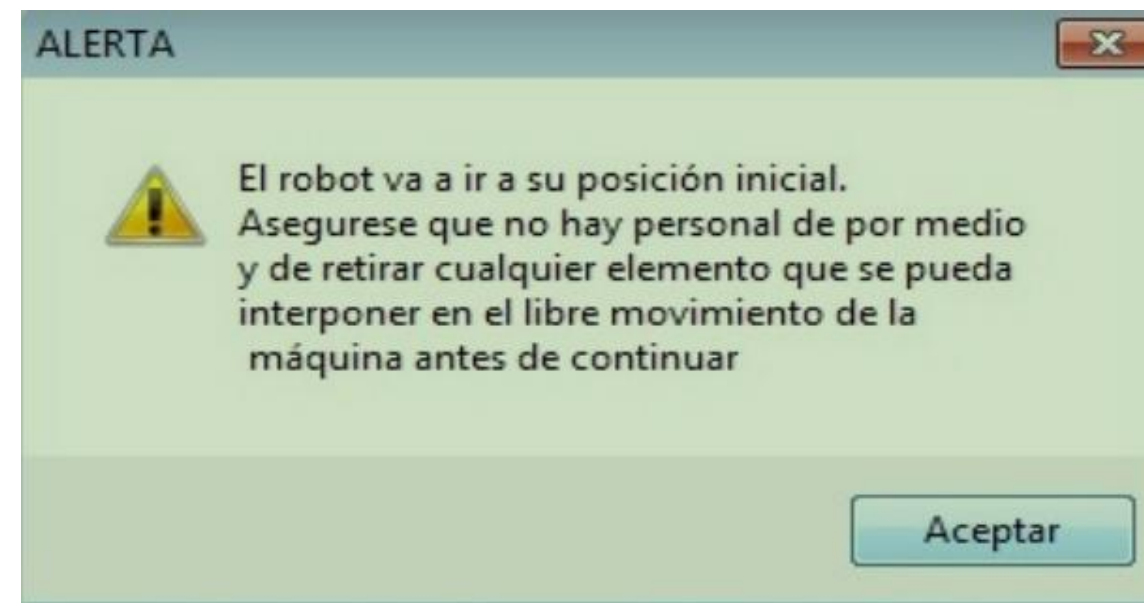 ALERTA
El robot va a ir a su posición inicial.
Asegurese que no hay personal de por medio
y de retirar cualquier elemento que se pueda
interponer en el libre movimiento de la
máquina antes de continuar
Aceptar